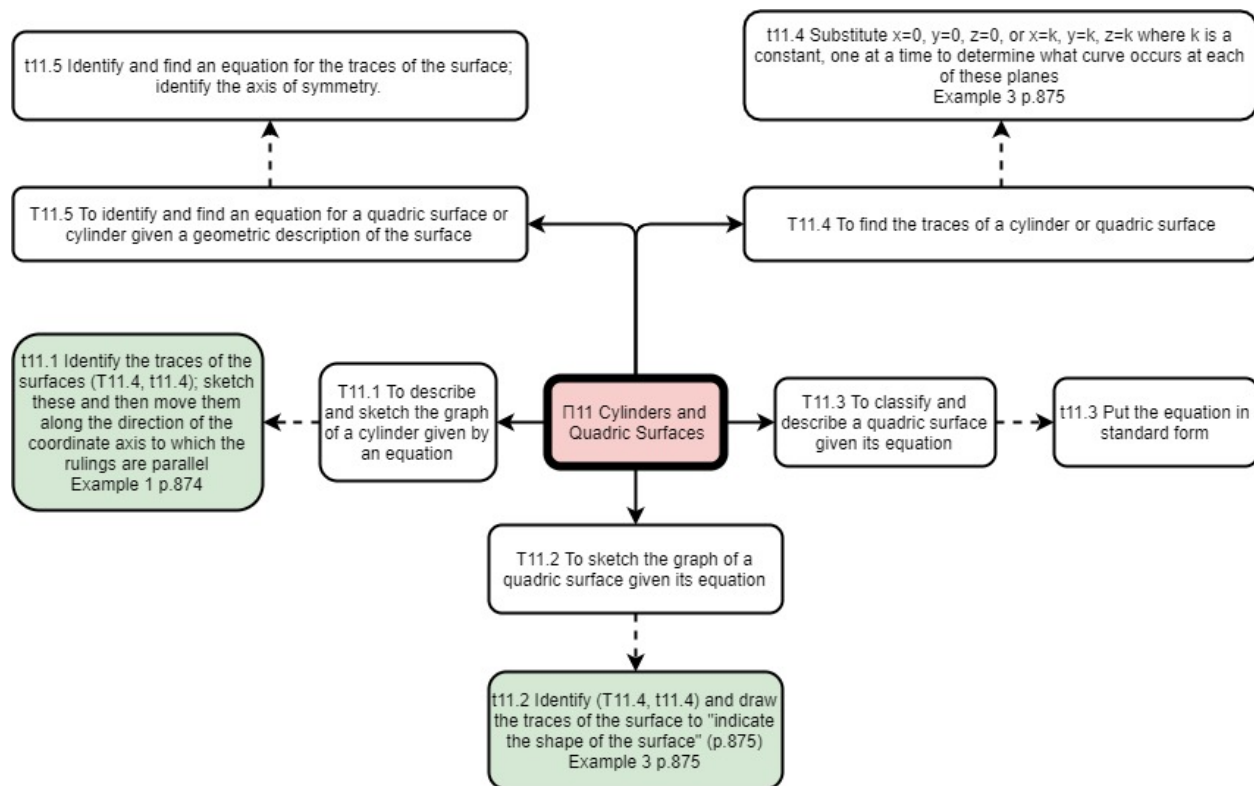 t11.5 Identify and find an equation for the traces of the surface;
identify the axis of symmetry.
t11.4 Substitute x=0, y=0, z=0, or x=k, y=k, z=k where k is a
constant, one at a time to determine what curve occurs at each
of these planes
Example 3 p.875
T11.5 To identify and find an equation for a quadric surface or
cylinder given a geometric description of the surface
T11.4 To find the traces of a cylinder or quadric surface
t11.1 Identify the traces of the
surfaces (T11.4, t11.4); sketch
these and then move them
along the direction of the
coordinate axis to which the
rulings are parallel
Example 1 p.874
T11.1 To describe
and sketch the graph
of a cylinder given by
an equation
Π11 Cylinders and
Quadric Surfaces
T11.3 To classify and
describe a quadric surface
given its equation
t11.3 Put the equation in
standard form
T11.2 To sketch the graph of a
quadric surface given its equation
t11.2 Identify (T11.4, t11.4) and draw
the traces of the surface to "indicate
the shape of the surface" (p.875)
Example 3 p.875